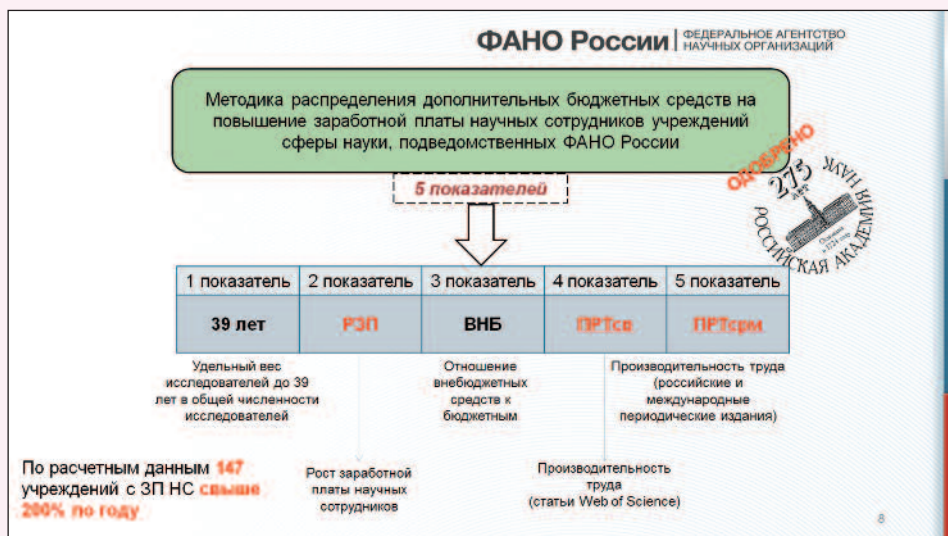 ФАНО России
ФЕДЕРАЛЬНОЕ АГЕНТСТВО
НАУЧНЫХ ОРГАНИЗАЦИЙ
Методика распределения дополнительных бюджетных средств на
повышение заработной платы научных сотрудников учреждений
сферы науки, подведомственных ФАНО России
ОДОБРЕНО
275
ЛЕТ
РОССИЙСКАЯ АКАДЕМИЯ НАУК
5 показателей
1 показатель
2 показатель
3 показатель
4 показатель
5 показатель
39 лет
РЗП
ВНБ
ПРТсв
ПРТсрм
Удельный вес
исследователей до 39
лет в общей численности
исследователей
Отношение
внебюджетных
средств к
бюджетным
Производительность труда
(российские и
международные
периодические издания)
По расчетным данным 147
учреждений с ЗП НС свыше
200% по году
Рост заработной
платы научных
сотрудников
Производительность
труда
(статьи Web of Science)
8